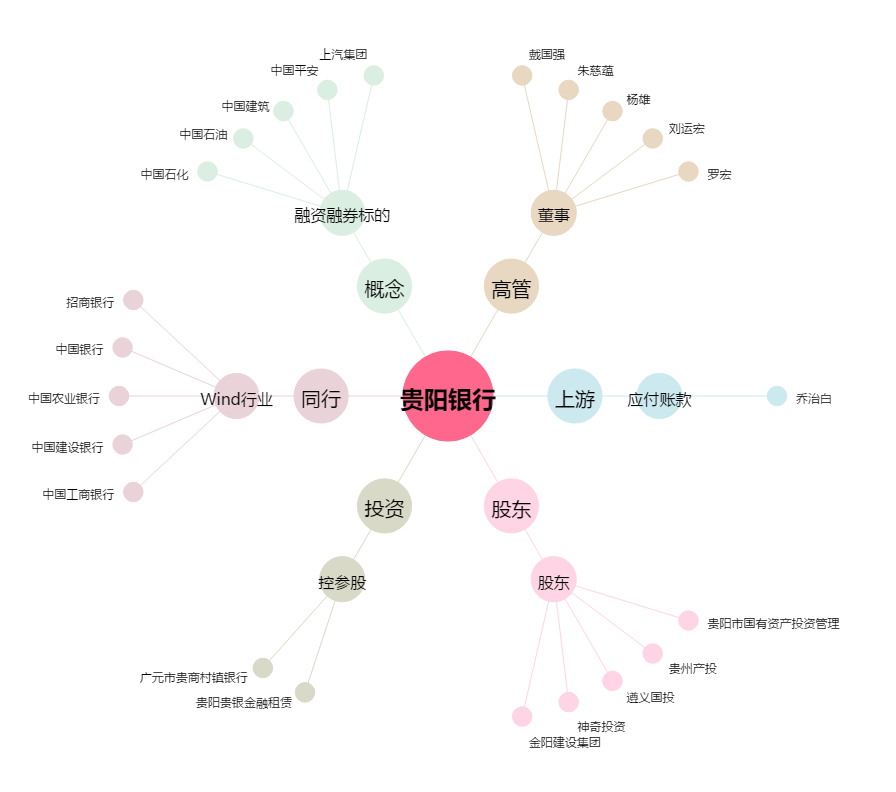 上汽集团
中国平安
中国建筑
中国石油
中国石化
融资融券标的
概念
戤国强
朱慈蕴
杨雄
刘运宏
罗宏
董事
高管
招商银行
中国银行
中国农业银行
中国建设银行
中国工商银行
Wind行业
同行
贵阳银行
上游
应付账款
乔治白
投资
控参股
广元市贵商村镇银行
贵阳贵银金融租赁
股东
股东
贵阳市国有资产投资管理
贵州产投
遵义国投
神奇投资
金阳建设集团